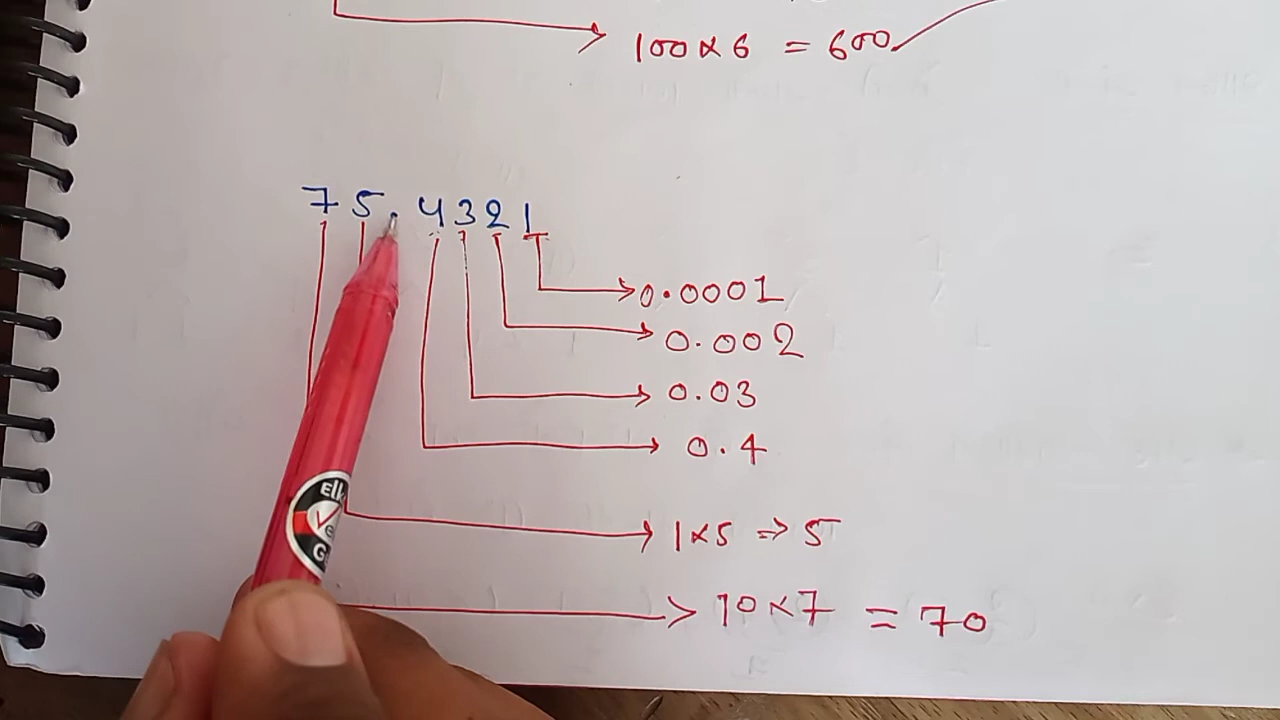 100 × 6 = 600
75.4321
0.0001
0.002
0.03
0.4
1×5 ⇒ 5
10×7 = 70